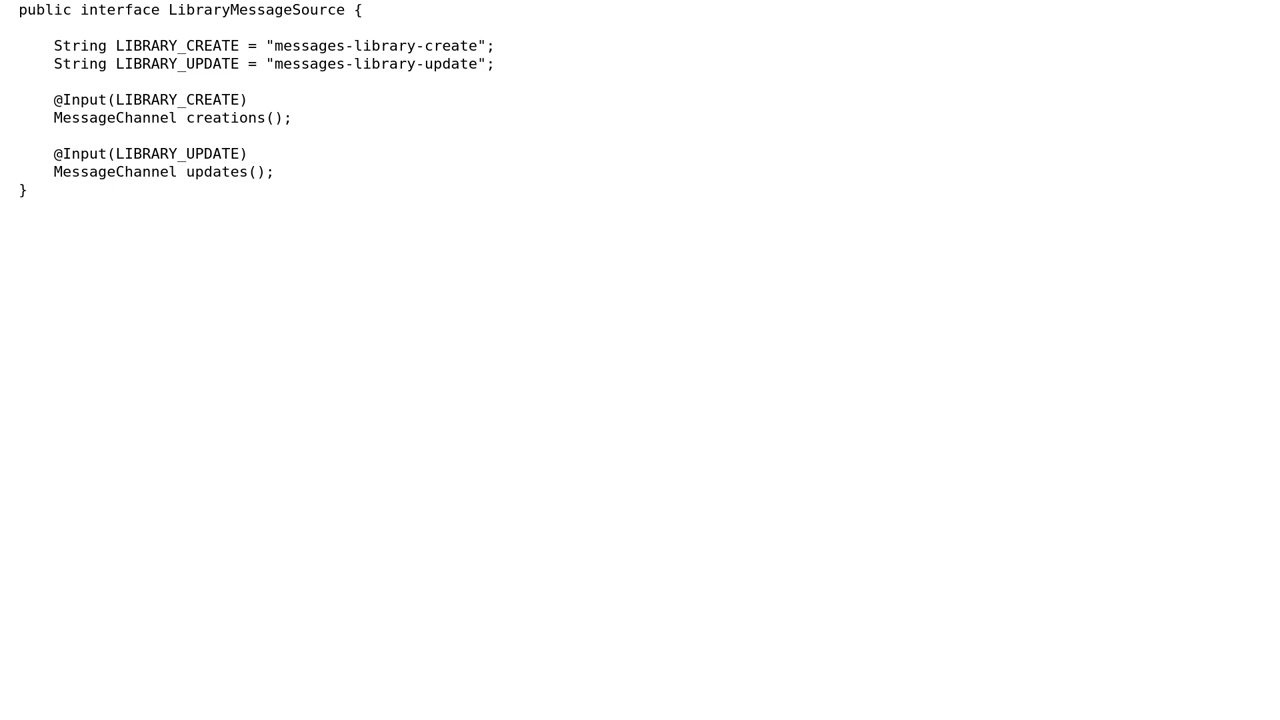 public interface LibraryMessageSource {
    String LIBRARY_CREATE = "messages-library-create";
    String LIBRARY_UPDATE = "messages-library-update";
    @Input(LIBRARY_CREATE)
    MessageChannel creations();
    @Input(LIBRARY_UPDATE)
    MessageChannel updates();
}